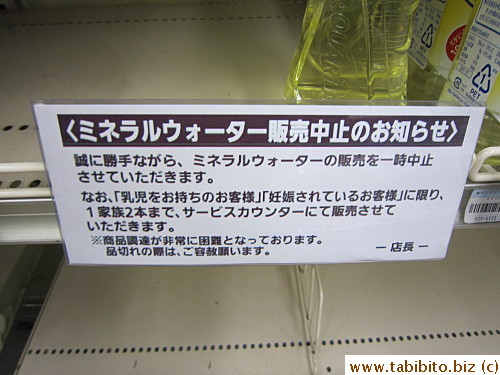 〈ミネラルウォーター販売中止のお知らせ〉
誠に勝手ながら、ミネラルウォーターの販売を一時中止
させていただきます。
なお、「乳児をお持ちのお客様」「妊娠されているお客様」に限り、
1家族2本まで、サービスカウンターにて販売させて
いただきます。
※商品調達が非常に困難となっております。
品切れの際は、ご容赦願います。
― 店長 ―
PET
www.tabibito.biz (c)